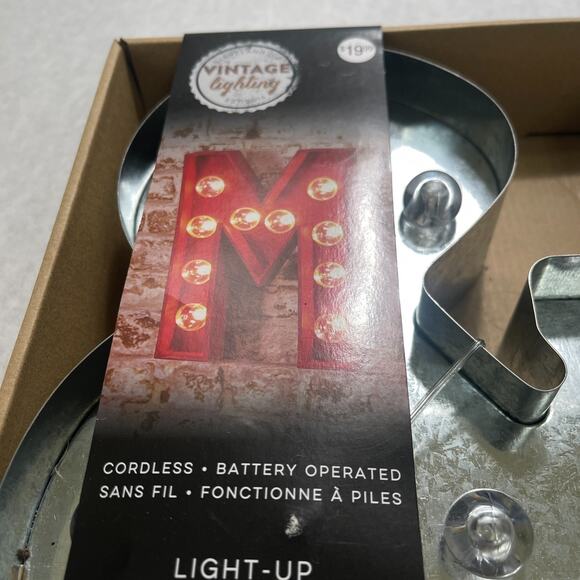 $19.99
VINTAGE
lighting
M
CORDLESS • BATTERY OPERATED
SANS FIL • FONCTIONNE À PILES
LIGHT-UP